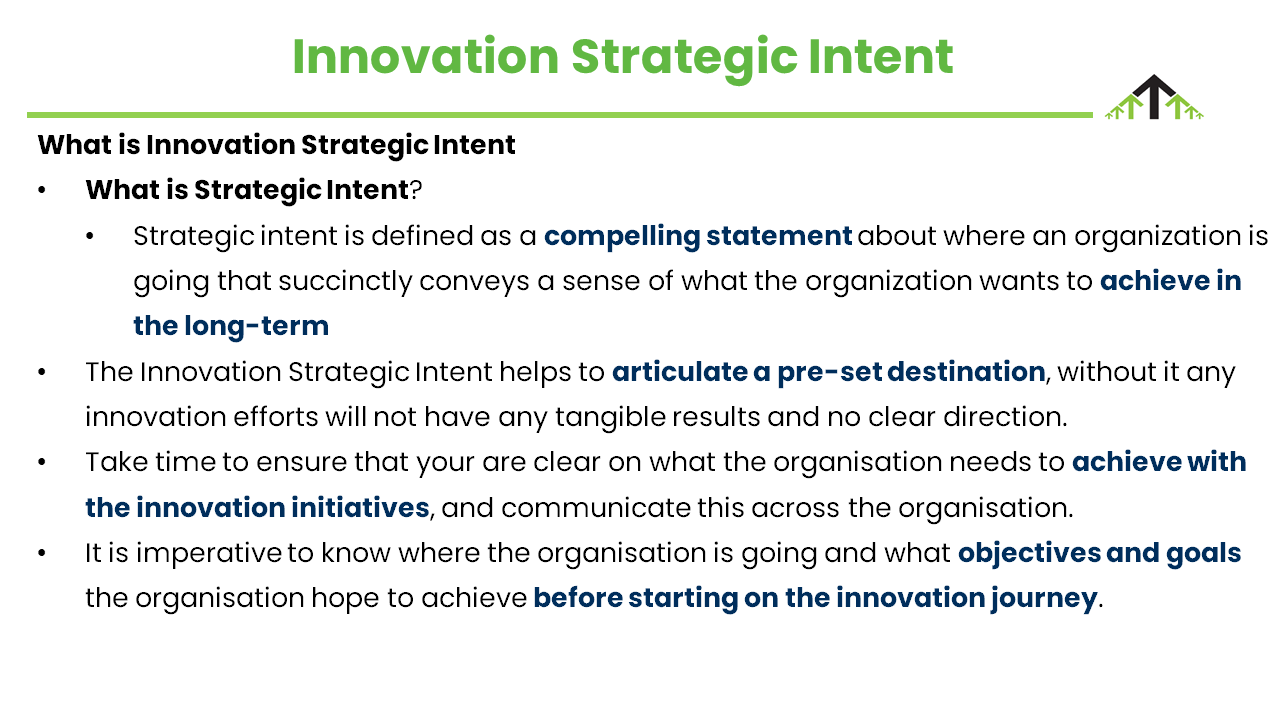 Innovation Strategic Intent
What is Innovation Strategic Intent
• What is Strategic Intent?
• Strategic intent is defined as a compelling statement about where an organization is
going that succinctly conveys a sense of what the organization wants to achieve in
the long-term
• The Innovation Strategic Intent helps to articulate a pre-set destination, without it any
innovation efforts will not have any tangible results and no clear direction.
• Take time to ensure that your are clear on what the organisation needs to achieve with
the innovation initiatives, and communicate this across the organisation.
• It is imperative to know where the organisation is going and what objectives and goals
the organisation hope to achieve before starting on the innovation journey.